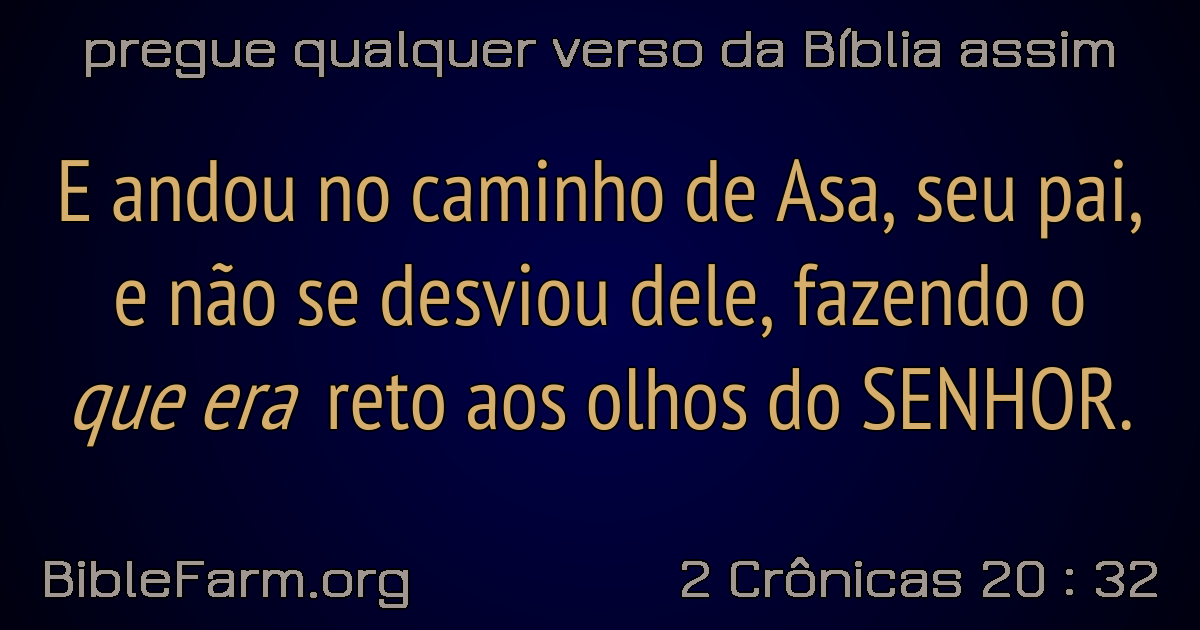 pregue qualquer verso da Bíblia assim
E andou no caminho de Asa, seu pai,
e não se desviou dele, fazendo o
que era reto aos olhos do SENHOR.
BibleFarm.org
2 Crônicas 20 : 32